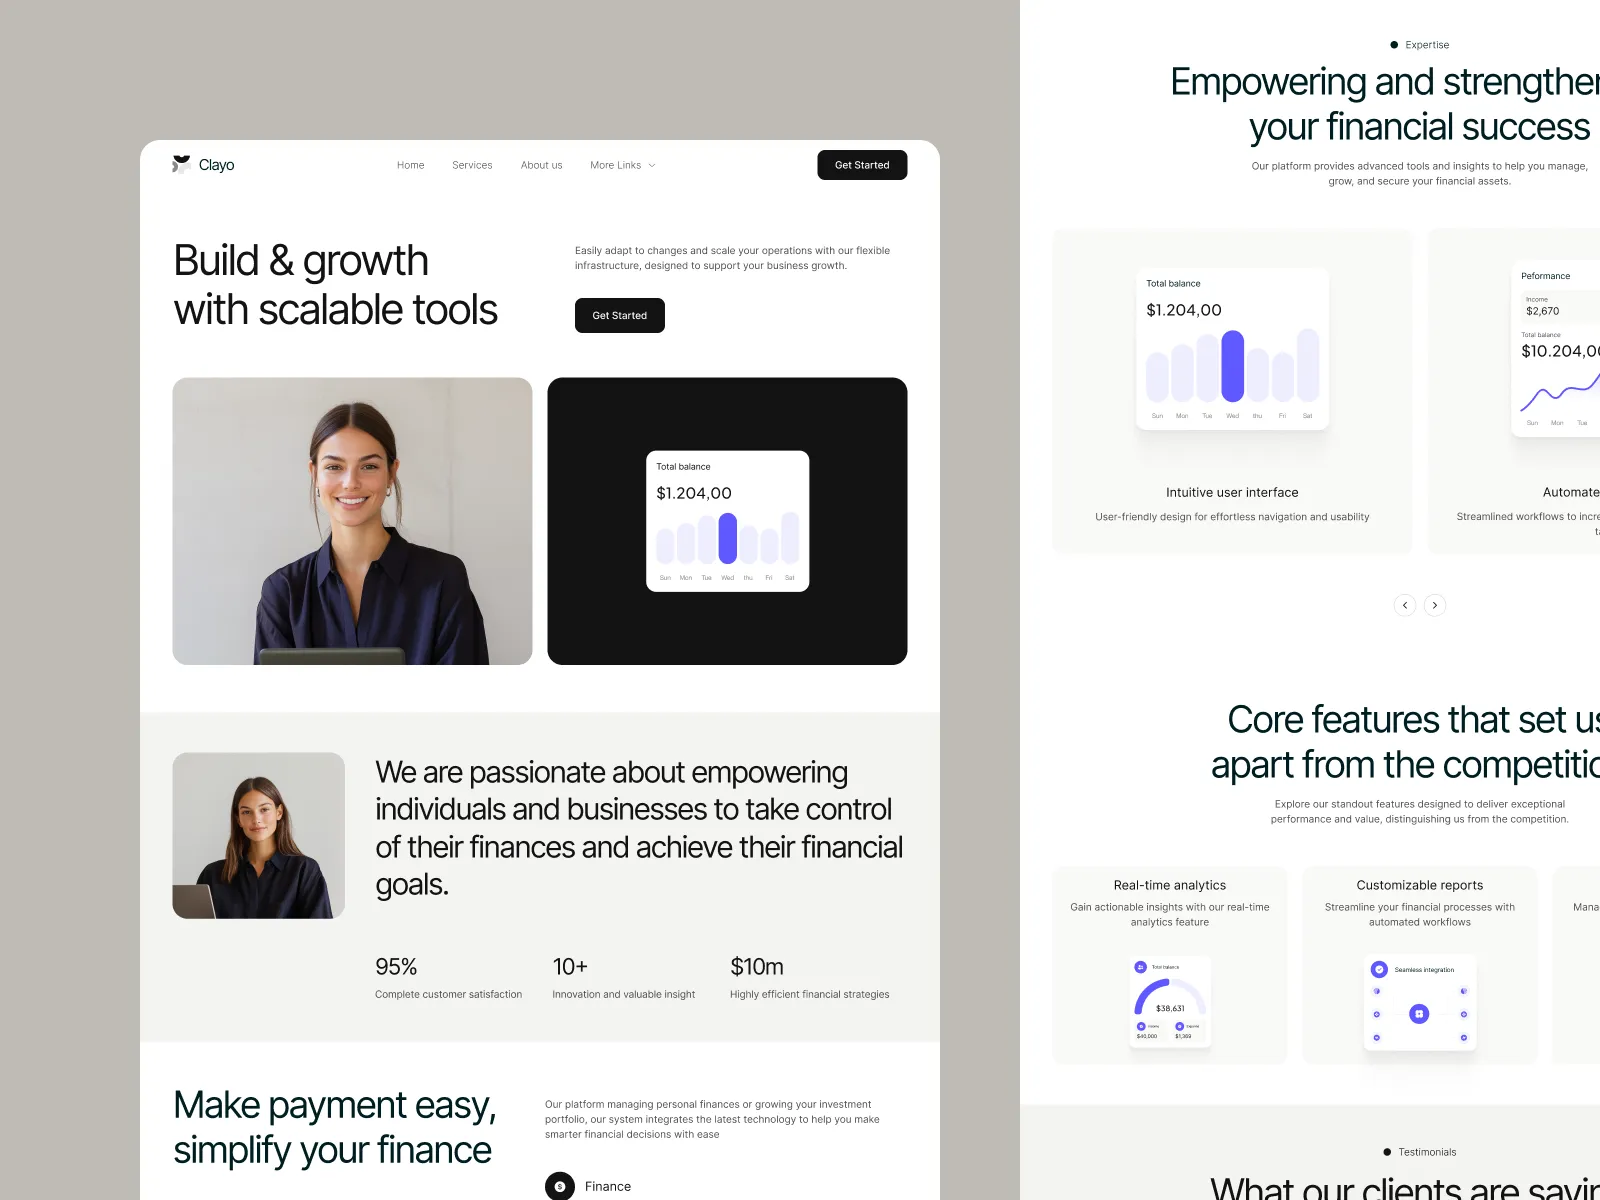 Clayo
Home
Services
About us
More Links
Get Started
Build & growth
with scalable tools
Easily adapt to changes and scale your operations with our flexible
infrastructure, designed to support your business growth.
Get Started
Total balance
$1.204,00
Sun Mon Tue Wed thu Fri Sat
We are passionate about empowering
individuals and businesses to take control
of their finances and achieve their financial
goals.
95%
Complete customer satisfaction
10+
Innovation and valuable insight
$10m
Highly efficient financial strategies
Make payment easy,
simplify your finance
Our platform managing personal finances or growing your investment
portfolio, our system integrates the latest technology to help you make
smarter financial decisions with ease
Finance
Expertise
Empowering and strengthen
your financial success
Our platform provides advanced tools and insights to help you manage,
grow, and secure your financial assets.
Total balance
$1.204,00
Sun Mon Tue Wed thu Fri Sat
Intuitive user interface
User-friendly design for effortless navigation and usability
Peformance
Income
$2,670
Total balance
$10.204,00
Sun Mon Tue
Automate
Streamlined workflows to incre
Core features that set us
apart from the competitio
Explore our standout features designed to deliver exceptional
performance and value, distinguishing us from the competition.
Real-time analytics
Gain actionable insights with our real-time
analytics feature
Total balance
$38,631
$40,000
$1,369
Customizable reports
Streamline your financial processes with
automated workflows
Seamless integration
Mana
Testimonials
What our clients are sayin